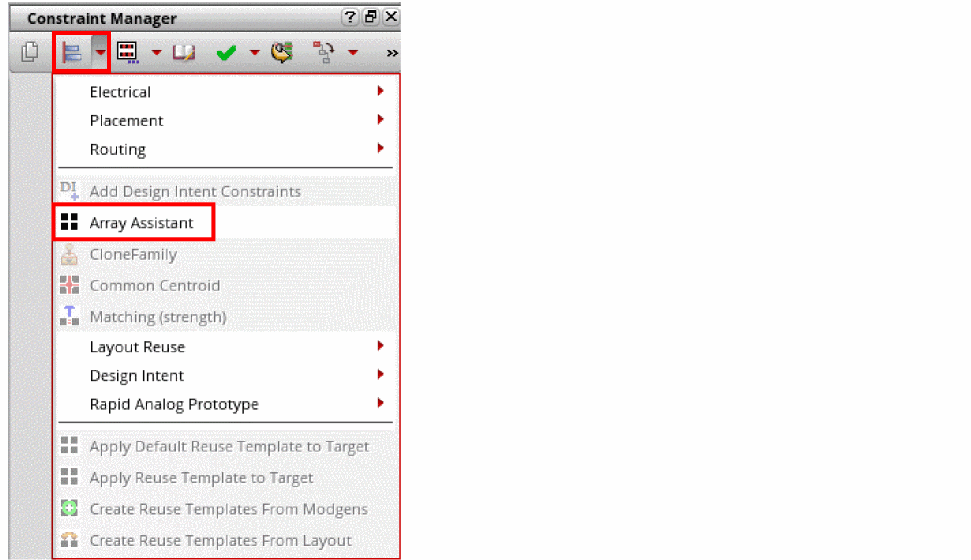 Constraint Manager
Electrical
Placement
Routing
DI Add Design Intent Constraints
Array Assistant
CloneFamily
Common Centroid
Matching (strength)
Layout Reuse
Design Intent
Rapid Analog Prototype
Apply Default Reuse Template to Target
Apply Reuse Template to Target
Create Reuse Templates From Modgens
Create Reuse Templates From Layout